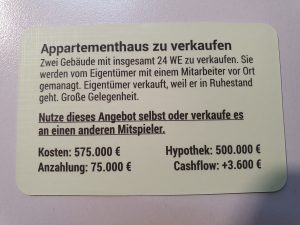 Appartementhaus zu verkaufen
Zwei Gebäude mit insgesamt 24 WE zu verkaufen. Sie
werden vom Eigentümer mit einem Mitarbeiter vor Ort
gemanagt. Eigentümer verkauft, weil er in Ruhestand
geht. Große Gelegenheit.
Nutze dieses Angebot selbst oder verkaufe es
an einen anderen Mitspieler.
Kosten: 575.000 € Hypothek: 500.000 €
Anzahlung: 75.000 € Cashflow: +3.600 €